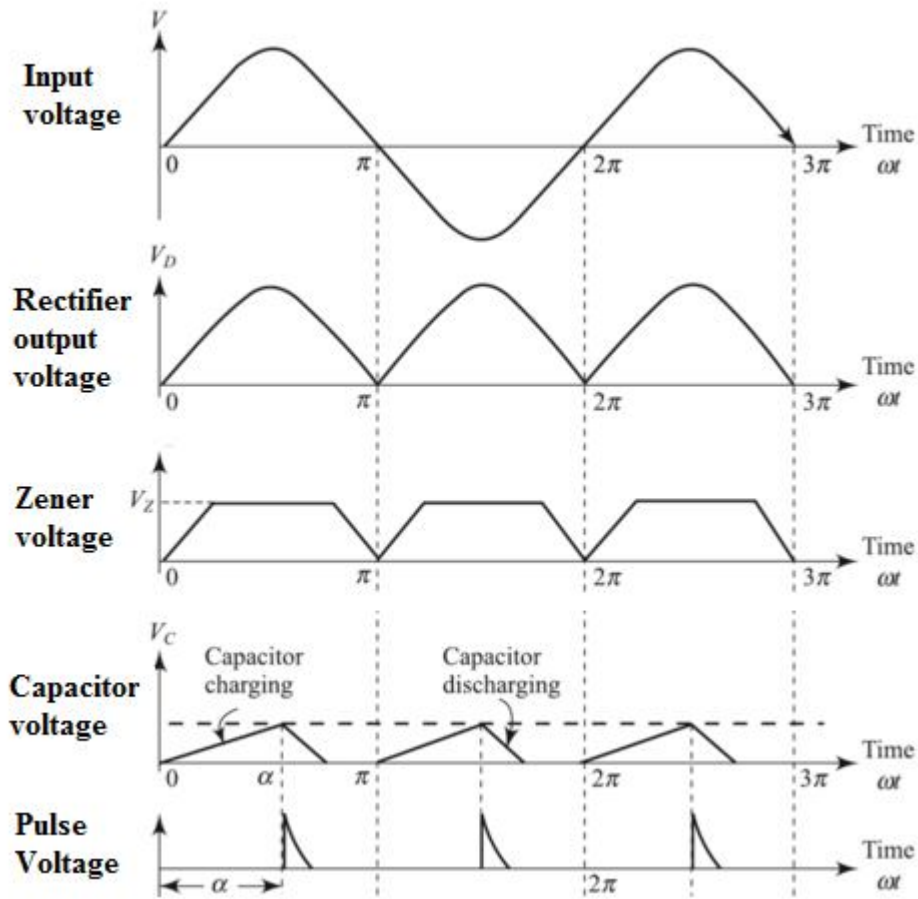 V
Input
voltage
Time
0
π
2π
3π
ωt
V_D
Rectifier
output
voltage
Time
0
π
2π
3π
ωt
Zener
voltage
V_Z
Time
0
π
2π
3π
ωt
V_C
Capacitor
charging
Capacitor
discharging
Capacitor
voltage
Time
0
α
π
2π
3π
ωt
Pulse
Voltage
Time
α
2π
ωt